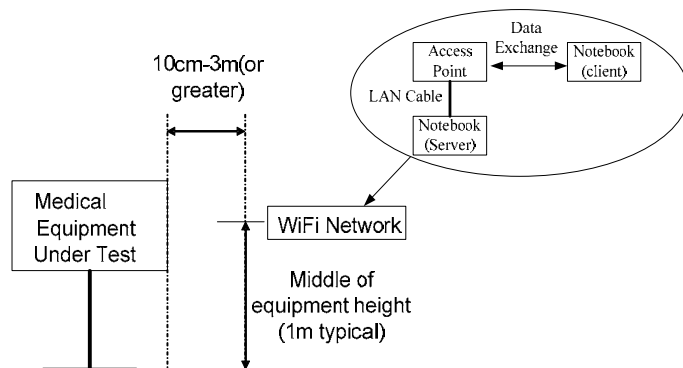 10cm-3m(or
greater)
Data
Exchange
Access
Point
Notebook
(client)
LAN Cable
Notebook
(Server)
Medical
Equipment
Under Test
WiFi Network
Middle of
equipment height
(1m typical)